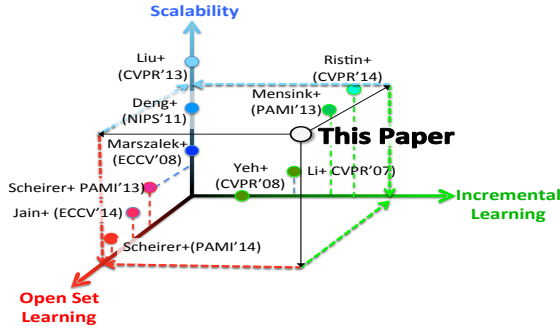 Scalability
Liu+
(CVPR'13)
Ristin+
(CVPR'14)
Deng+
(NIPS'11)
Mensink+
(PAMI'13)
This Paper
Marszalek+
(ECCV'08)
Yeh+
(CVPR'08)
Li+ CVPR'07)
Scheirer+ PAMI'13)
Jain+ (ECCV'14)
Scheirer+(PAMI'14)
Incremental
Learning
Open Set
Learning